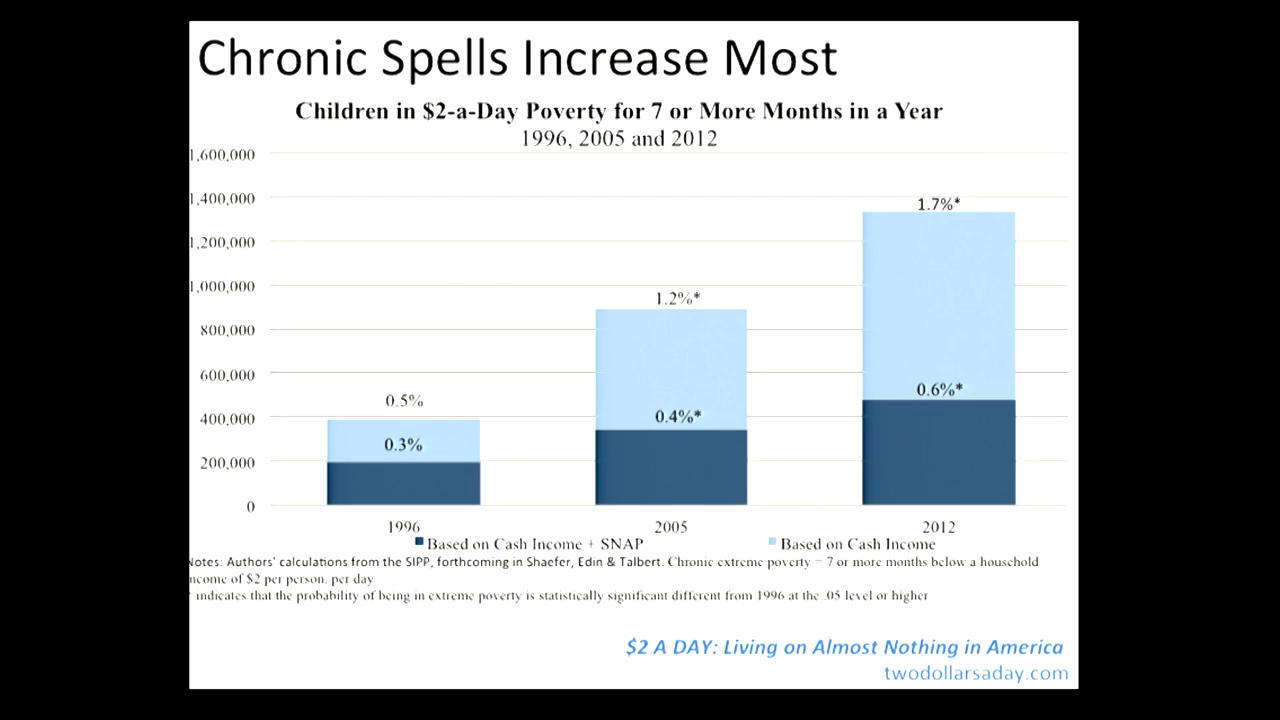 Chronic Spells Increase Most
Children in $2-a-Day Poverty for 7 or More Months in a Year
1996, 2005 and 2012
1,600,000
1,400,000
1,200,000
1,000,000
800,000
600,000
400,000
200,000
0
0.5%
0.3%
1.2%*
0.4%*
1.7%*
0.6%*
1996
2005
2012
Based on Cash Income + SNAP
Based on Cash Income
Notes: Authors' calculations from the SIPP, forthcoming in Shaefer, Edin & Talbert. Chronic extreme poverty = 7 or more months below a household
ncome of $2 per person, per day
* indicates that the probability of being in extreme poverty is statistically significant different from 1996 at the .05 level or higher
$2 A DAY: Living on Almost Nothing in America
twodollarsaday.com